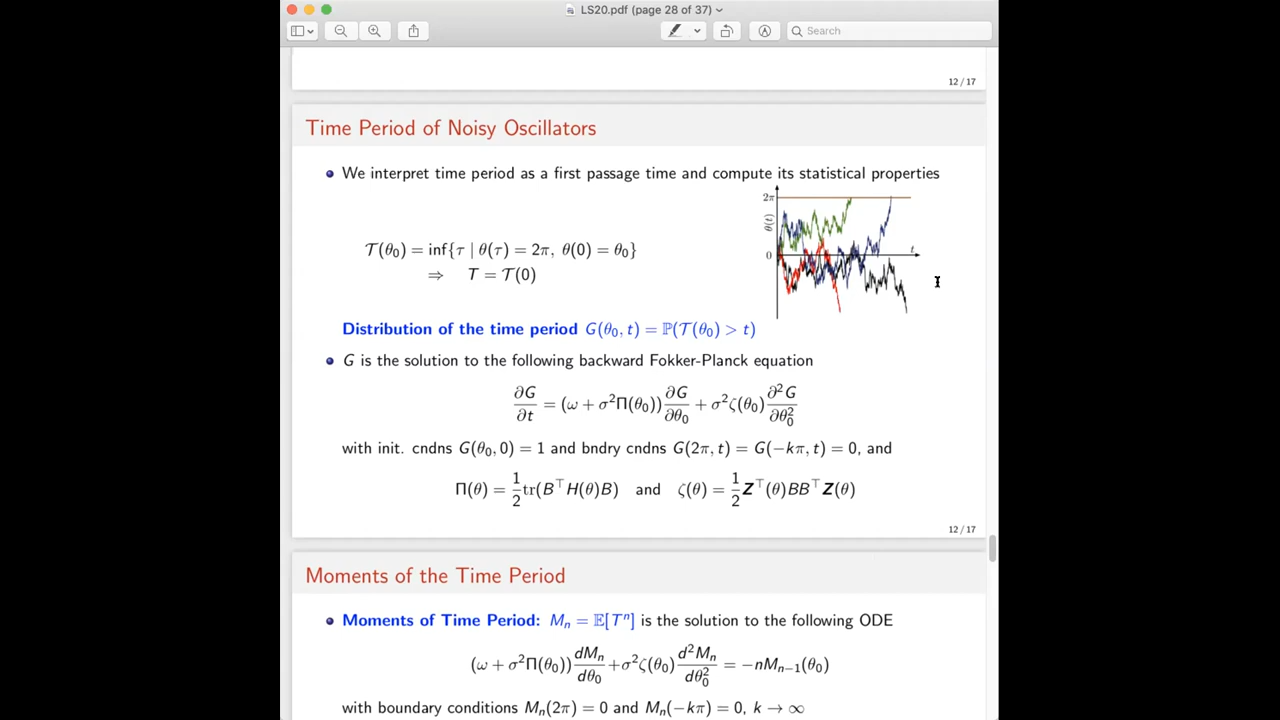 LS20.pdf (page 28 of 37)
Search
12 / 17
Time Period of Noisy Oscillators
We interpret time period as a first passage time and compute its statistical properties
2π
θ(t)
0
t
𝒯(θ₀) = inf{τ | θ(τ) = 2π, θ(0) = θ₀}
⇒ T = 𝒯(0)
Distribution of the time period G(θ₀, t) = ℙ(𝒯(θ₀) > t)
G is the solution to the following backward Fokker-Planck equation
∂G/∂t = (ω + σ²Π(θ₀))∂G/∂θ₀ + σ²ζ(θ₀)∂²G/∂θ₀²
with init. cndns G(θ₀, 0) = 1 and bndry cndns G(2π, t) = G(−kπ, t) = 0, and
Π(θ) = 1/2 tr(B⊤H(θ)B) and ζ(θ) = 1/2 Z⊤(θ)BB⊤Z(θ)
12 / 17
Moments of the Time Period
Moments of Time Period: Mₙ = 𝔼[Tⁿ] is the solution to the following ODE
(ω + σ²Π(θ₀))dMₙ/dθ₀ + σ²ζ(θ₀)d²Mₙ/dθ₀² = −nMₙ₋₁(θ₀)
with boundary conditions Mₙ(2π) = 0 and Mₙ(−kπ) = 0, k → ∞